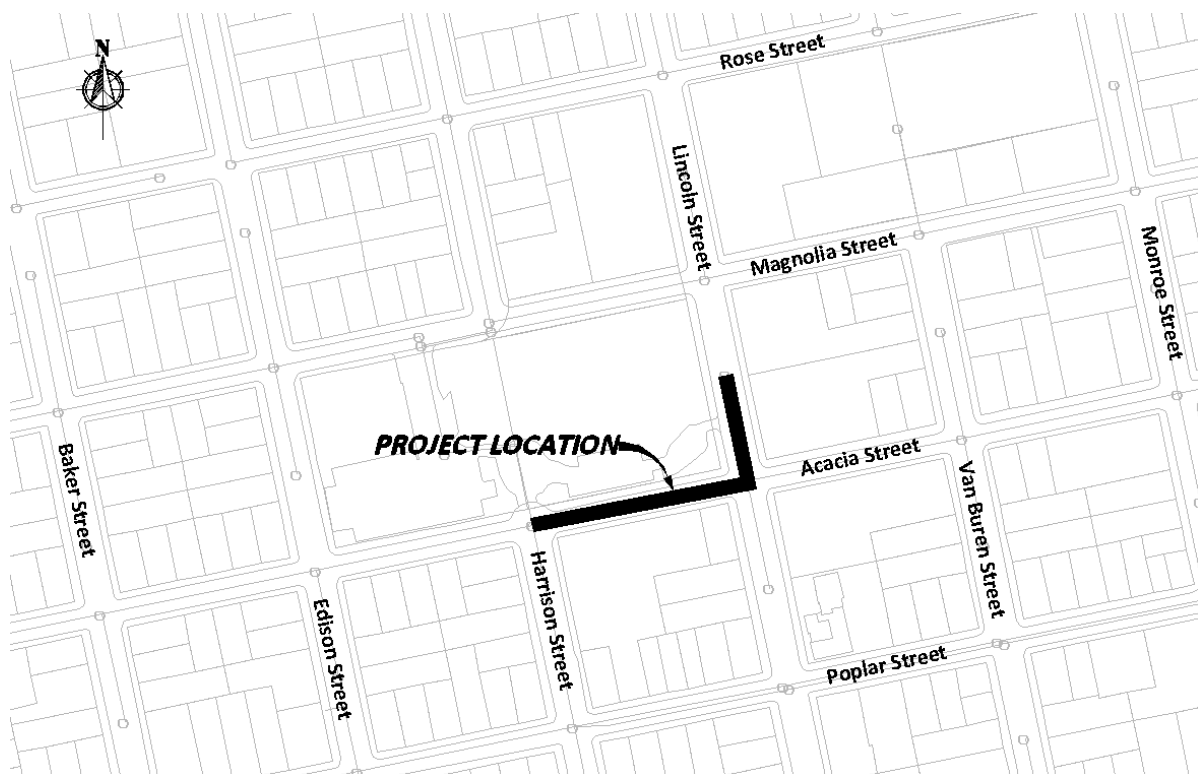 N
Rose Street
Lincoln Street
Magnolia Street
Monroe Street
PROJECT LOCATION
Acacia Street
Baker Street
Van Buren Street
Harrison Street
Edison Street
Poplar Street